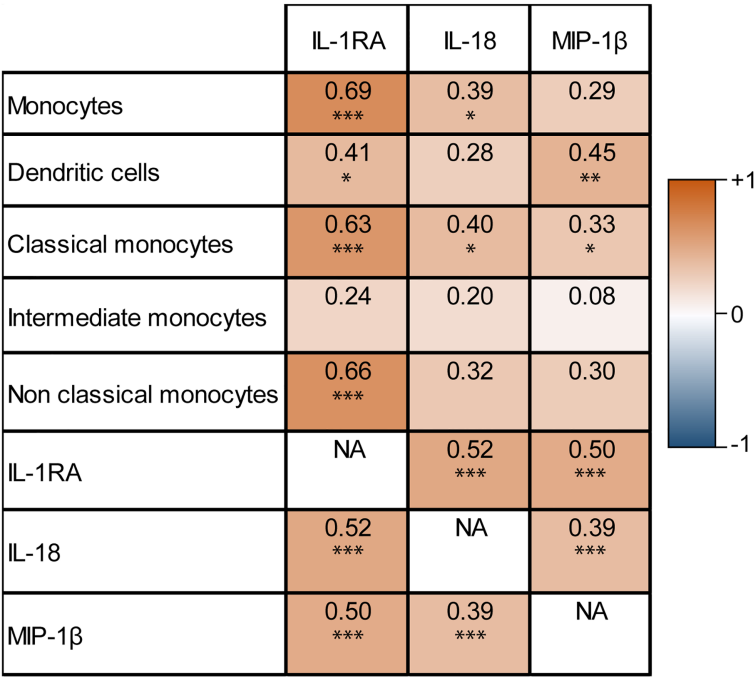 IL-1RA IL-18 MIP-1β
Monocytes 0.69 0.39 0.29
*** *
Dendritic cells 0.41 0.28 0.45
* **
Classical monocytes 0.63 0.40 0.33
*** * *
Intermediate monocytes 0.24 0.20 0.08
Non classical monocytes 0.66 0.32 0.30
***
IL-1RA NA 0.52 0.50
*** ***
IL-18 0.52 NA 0.39
*** ***
MIP-1β 0.50 0.39 NA
*** ***
+1
0
-1